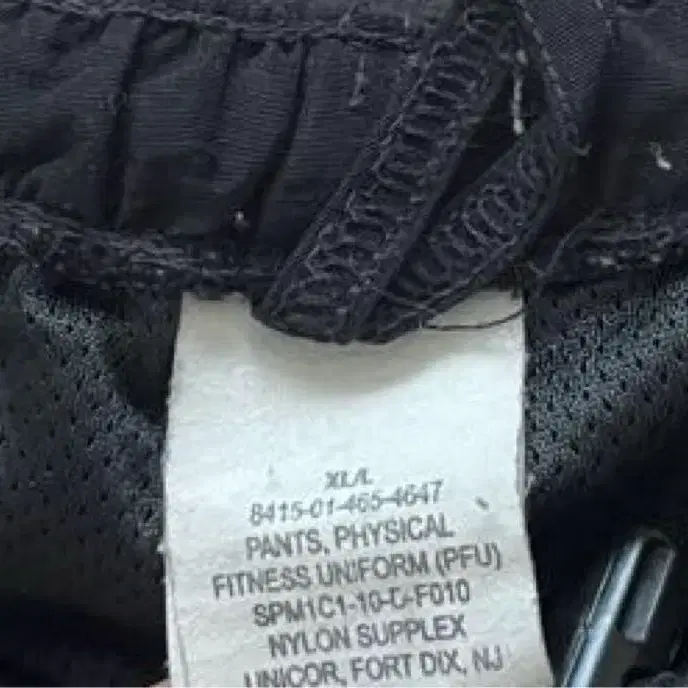 XL/L
8415-01-465-4647
PANTS, PHYSICAL
FITNESS UNIFORM (PFU)
SPM1C1-10-C-F010
NYLON SUPPLEX
UNICOR, FORT DIX, NJ